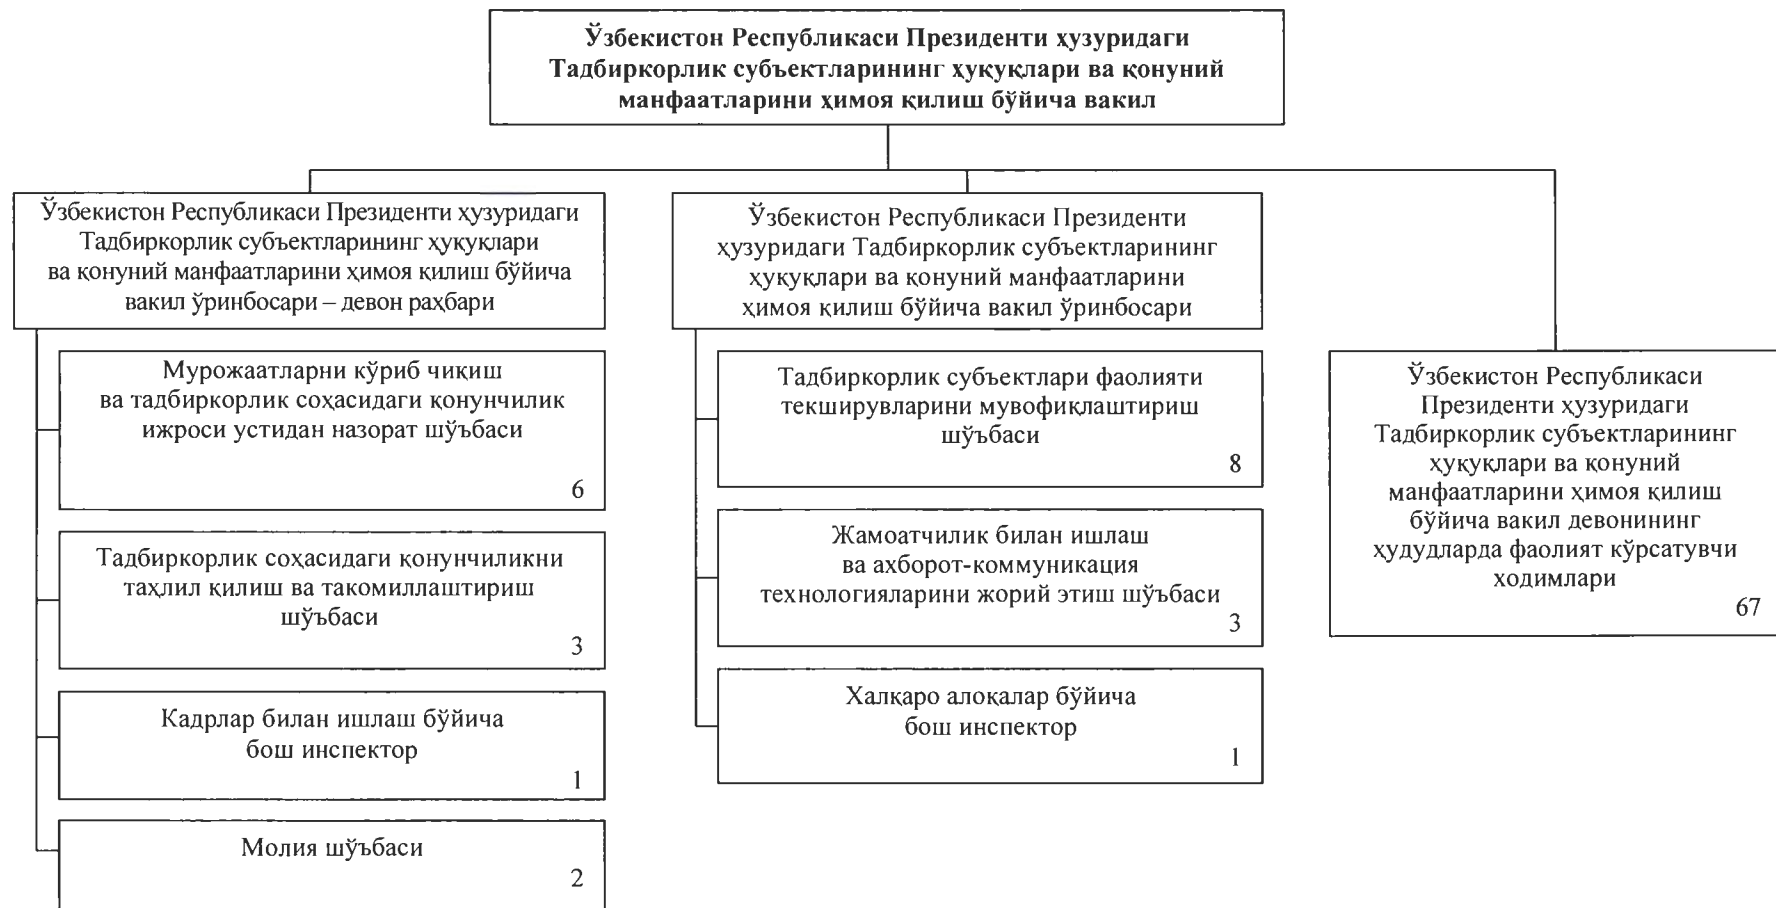 Ўзбекистон Республикаси Президенти ҳузуридаги
Тадбиркорлик субъектларининг ҳуқуқлари ва қонуний
манфаатларини ҳимоя қилиш бўйича вакил
Ўзбекистон Республикаси Президенти ҳузуридаги
Тадбиркорлик субъектларининг ҳуқуқлари
ва қонуний манфаатларини ҳимоя қилиш бўйича
вакил ўринбосари – девон раҳбари
Мурожаатларни кўриб чиқиш
ва тадбиркорлик соҳасидаги қонунчилик
ижроси устидан назорат шўъбаси
6
Тадбиркорлик соҳасидаги қонунчиликни
таҳлил қилиш ва такомиллаштириш
шўъбаси
3
Кадрлар билан ишлаш бўйича
бош инспектор
1
Молия шўъбаси
2
Ўзбекистон Республикаси Президенти
ҳузуридаги Тадбиркорлик субъектларининг
ҳуқуқлари ва қонуний манфаатларини
ҳимоя қилиш бўйича вакил ўринбосари
Тадбиркорлик субъектлари фаолияти
текширувларини мувофиқлаштириш
шўъбаси
8
Жамоатчилик билан ишлаш
ва ахборот-коммуникация
технологияларини жорий этиш шўъбаси
3
Халқаро алоқалар бўйича
бош инспектор
1
Ўзбекистон Республикаси
Президенти ҳузуридаги
Тадбиркорлик субъектларининг
ҳуқуқлари ва қонуний
манфаатларини ҳимоя қилиш
бўйича вакил девонининг
ҳудудларда фаолият кўрсатувчи
ходимлари
67